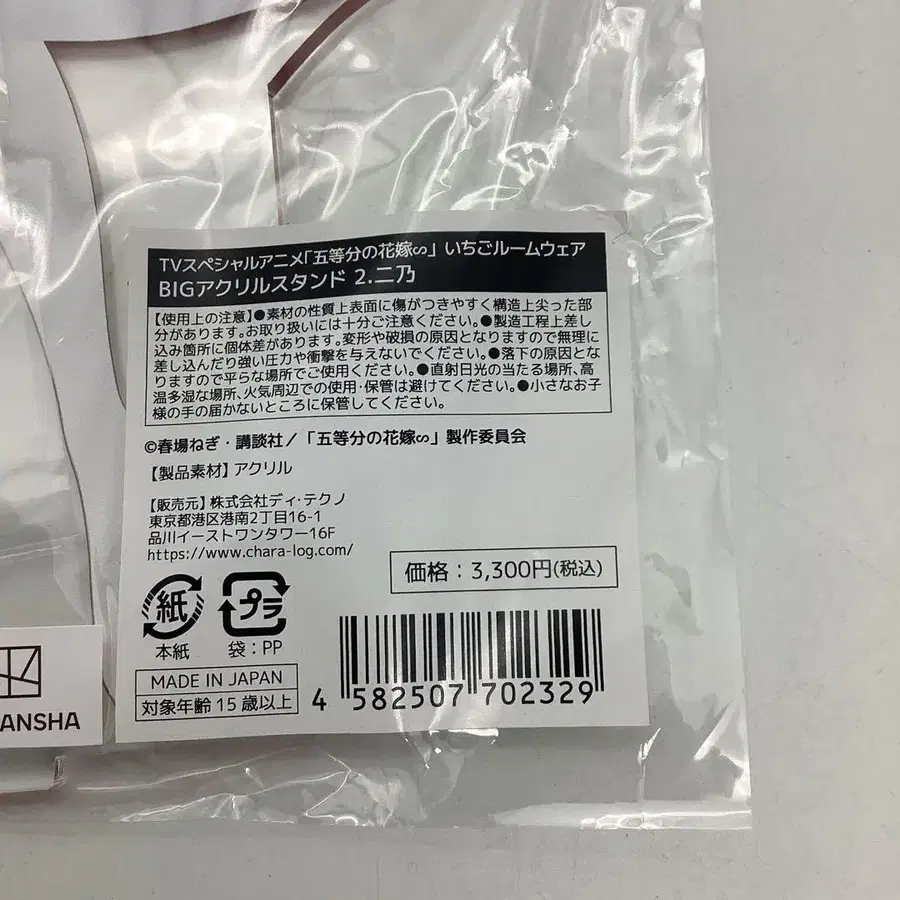 TVスペシャルアニメ「五等分の花嫁∽」いちごルームウェア
BIGアクリルスタンド 2.二乃
【使用上の注意】●素材の性質上表面に傷がつきやすく構造上尖った部
分があります。お取り扱いには十分ご注意ください。●製造工程上差し
込み箇所に個体差があります。変形や破損の原因となりますので無理に
差し込んだり強い圧力や衝撃を与えないでください。●落下の原因とな
りますので平らな場所でご使用ください。●直射日光の当たる場所、高
温多湿な場所、火気周辺での使用・保管は避けてください。●小さなお子
様の手の届かないところに保管してください。
©春場ねぎ・講談社/「五等分の花嫁∽」製作委員会
【製品素材】アクリル
【販売元】株式会社ディ・テクノ
東京都港区港南2丁目16-1
品川イーストワンタワー16F
https://www.chara-log.com/
価格:3,300円(税込)
紙
プラ
本紙
袋:PP
MADE IN JAPAN
対象年齢15歳以上
4 582507 702329
ANSHA